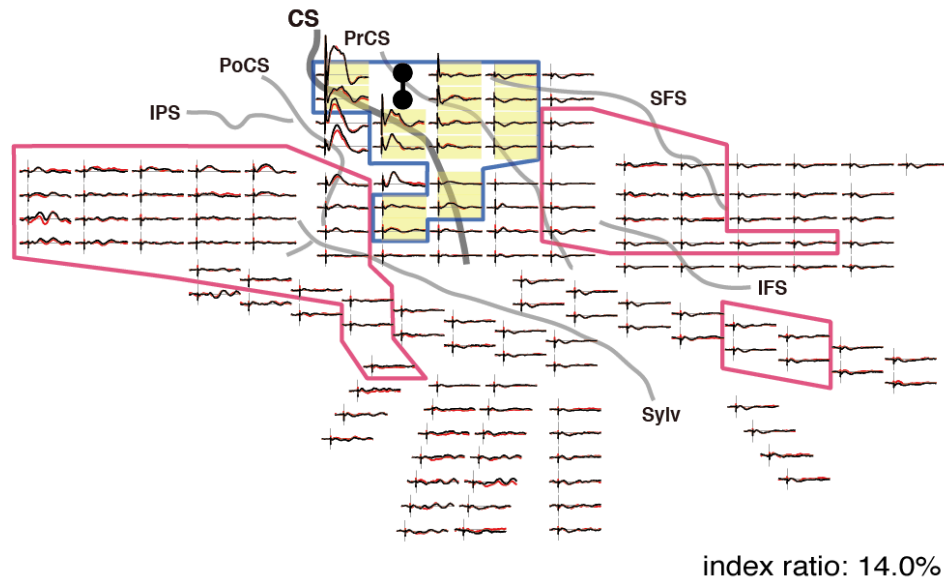 CS
PrCS
PoCS
IPS
SFS
IFS
Sylv
index ratio: 14.0%